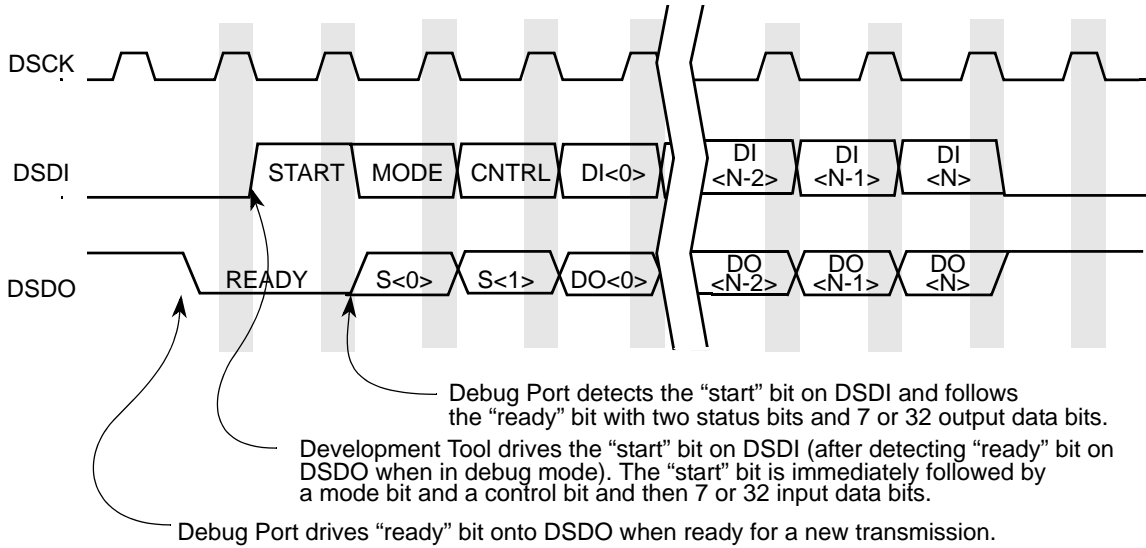 DSCK
DSDI
START MODE CNTRL DI<0> DI <N-2> DI <N-1> DI <N>
DSDO
READY S<0> S<1> DO<0> DO <N-2> DO <N-1> DO <N>
Debug Port detects the “start” bit on DSDI and follows
the “ready” bit with two status bits and 7 or 32 output data bits.
Development Tool drives the “start” bit on DSDI (after detecting “ready” bit on
DSDO when in debug mode). The “start” bit is immediately followed by
a mode bit and a control bit and then 7 or 32 input data bits.
Debug Port drives “ready” bit onto DSDO when ready for a new transmission.